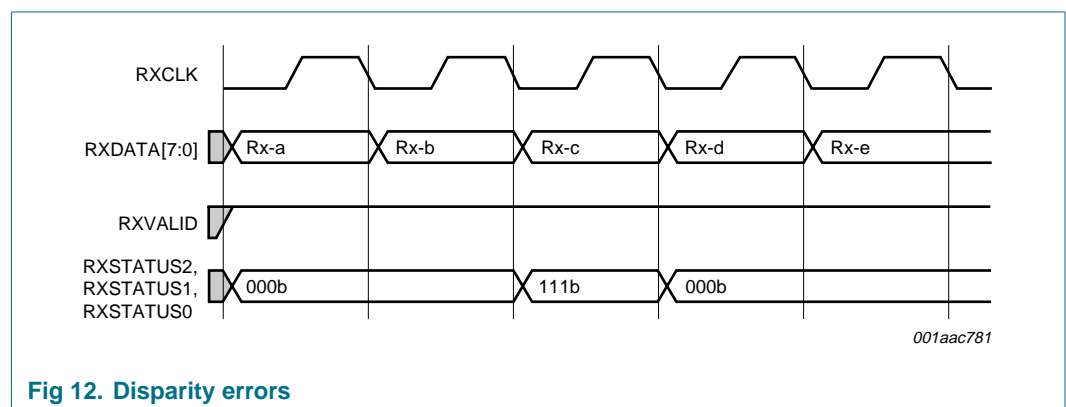 RXCLK
RXDATA[7:0] Rx-a Rx-b Rx-c Rx-d Rx-e
RXVALID
RXSTATUS2,
RXSTATUS1, 000b 111b 000b
RXSTATUS0
001aac781
Fig 12. Disparity errors